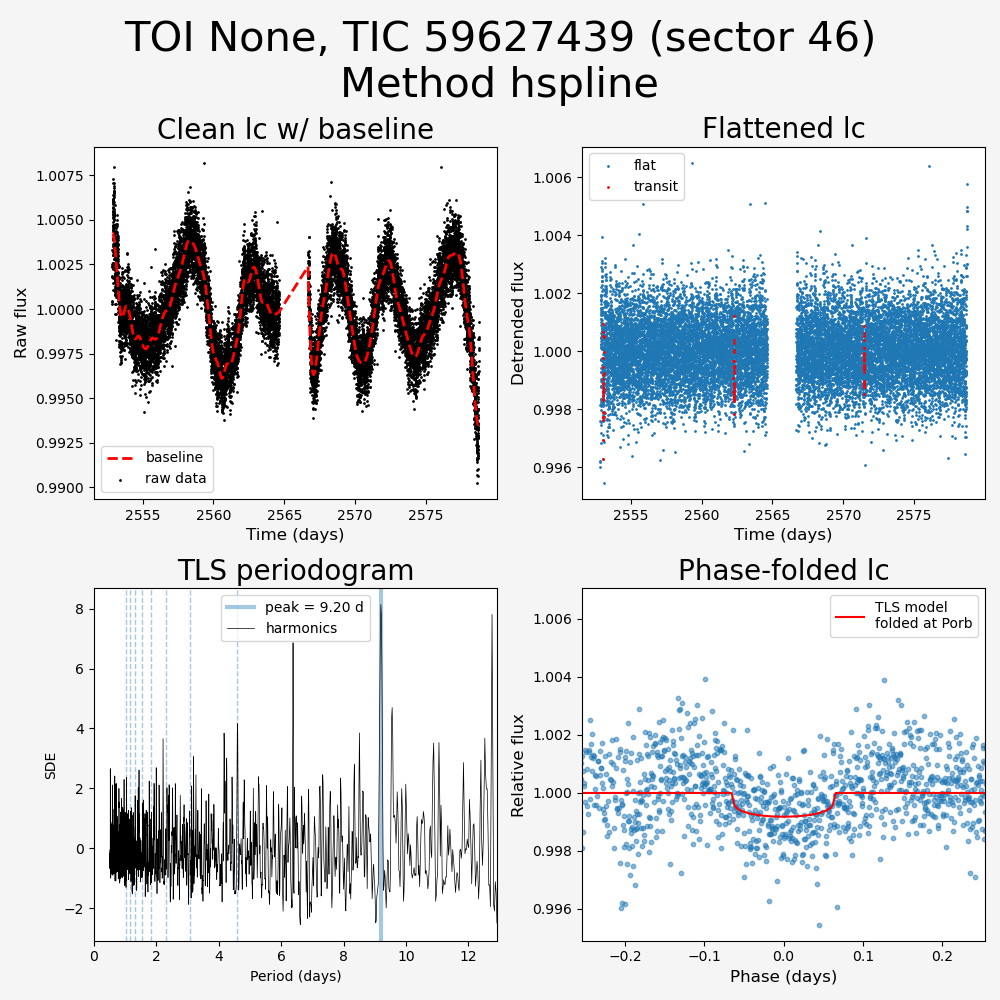 TOI None, TIC 59627439 (sector 46)
Method hspline
Clean lc w/ baseline
Raw flux
1.0075
1.0050
1.0025
1.0000
0.9975
0.9950
0.9925
0.9900
baseline
raw data
2555
2560
2565
2570
2575
Time (days)
Flattened lc
Detrended flux
1.006
1.004
1.002
1.000
0.998
0.996
flat
transit
2555
2560
2565
2570
2575
Time (days)
TLS periodogram
SDE
8
6
4
2
0
−2
peak = 9.20 d
harmonics
0
2
4
6
8
10
12
Period (days)
Phase-folded lc
Relative flux
1.006
1.004
1.002
1.000
0.998
0.996
TLS model
folded at Porb
−0.2
−0.1
0.0
0.1
0.2
Phase (days)